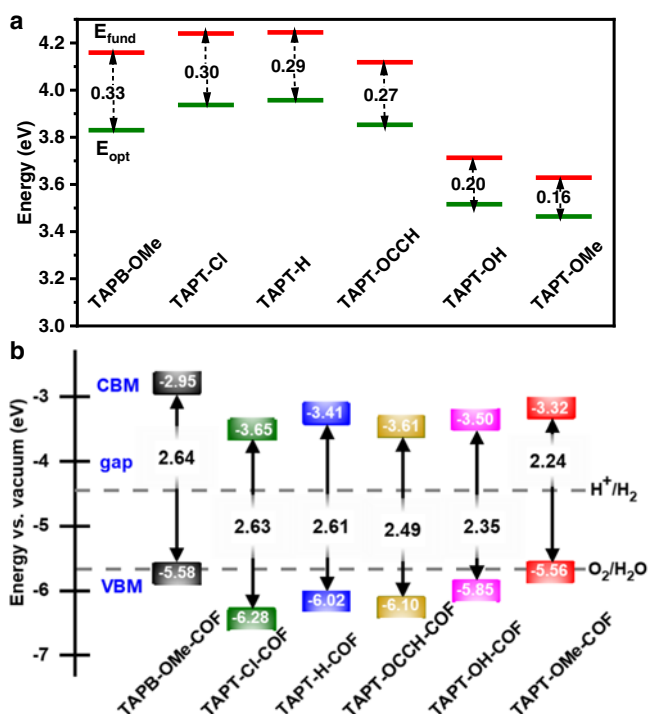 a
E_fund
E_opt
0.33
0.30
0.29
0.27
0.20
0.16
Energy (eV)
4.2
4.0
3.8
3.6
3.4
3.2
3.0
TAPB-OMe
TAPT-Cl
TAPT-H
TAPT-OCCH
TAPT-OH
TAPT-OMe
b
Energy vs. vacuum (eV)
-3
-4
-5
-6
-7
CBM
gap
VBM
-2.95
-3.65
-3.41
-3.61
-3.50
-3.32
2.64
2.63
2.61
2.49
2.35
2.24
H⁺/H₂
O₂/H₂O
-5.58
-6.28
-6.02
-6.10
-5.85
-5.56
TAPB-OMe-COF
TAPT-Cl-COF
TAPT-H-COF
TAPT-OCCH-COF
TAPT-OH-COF
TAPT-OMe-COF